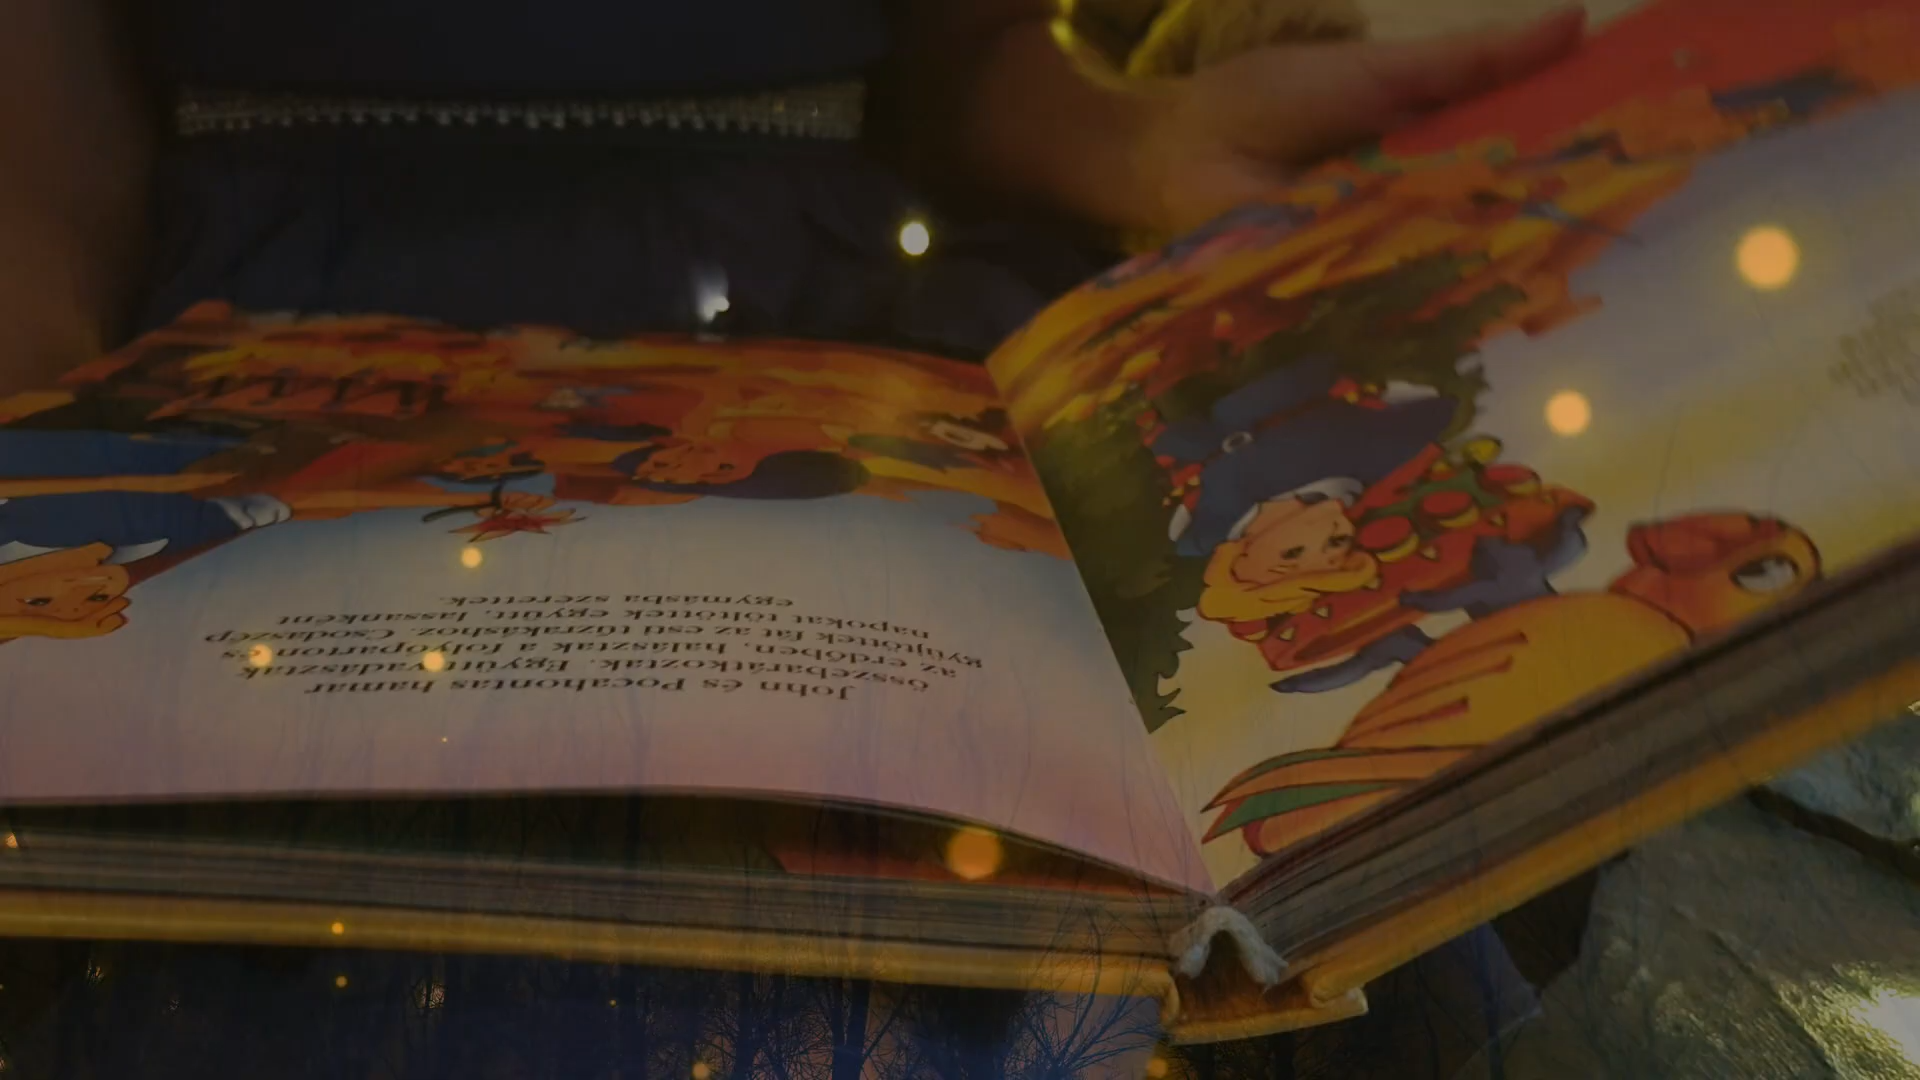 John és Pocahontas hamar
összebarátkoztak. Együtt vadásztak
az erdőben, halásztak a folyóparton és
gyűjtöttek fát az esti tűzrakáshoz. Csodaszép
napokat töltöttek együtt, lassanként
egymásba szerettek.